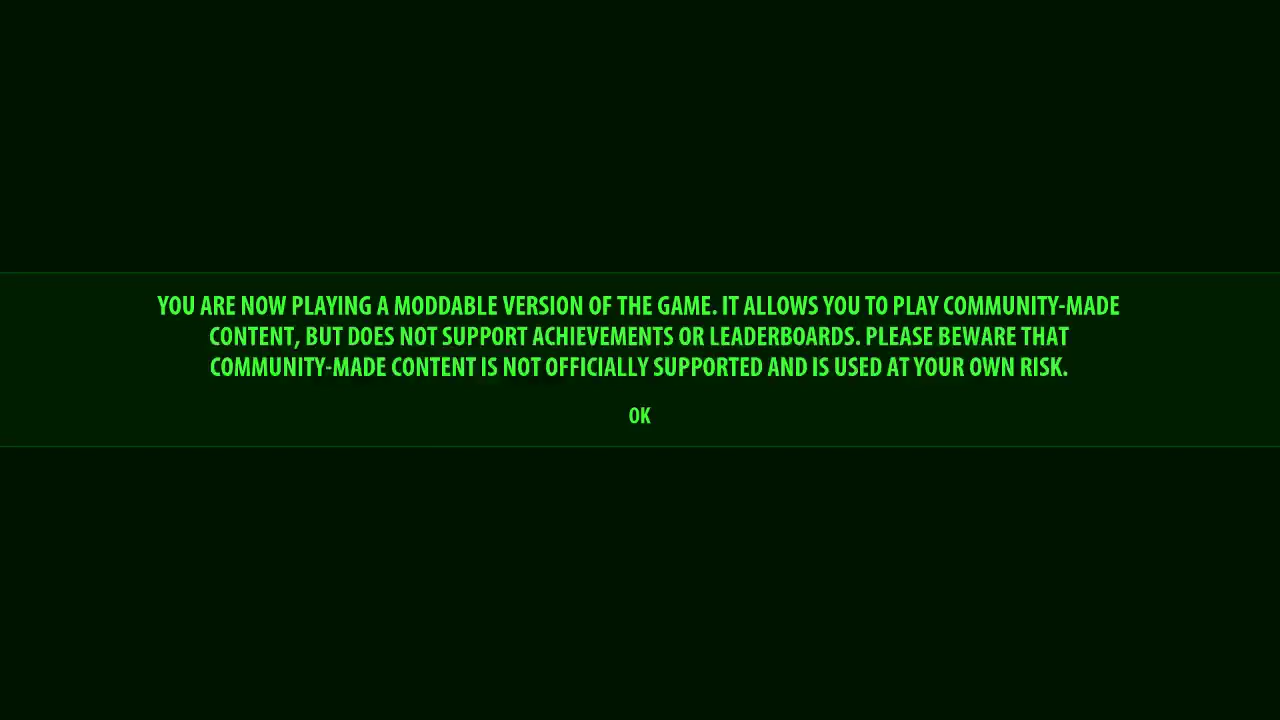 YOU ARE NOW PLAYING A MODDABLE VERSION OF THE GAME. IT ALLOWS YOU TO PLAY COMMUNITY-MADE
CONTENT, BUT DOES NOT SUPPORT ACHIEVEMENTS OR LEADERBOARDS. PLEASE BEWARE THAT
COMMUNITY-MADE CONTENT IS NOT OFFICIALLY SUPPORTED AND IS USED AT YOUR OWN RISK.
OK